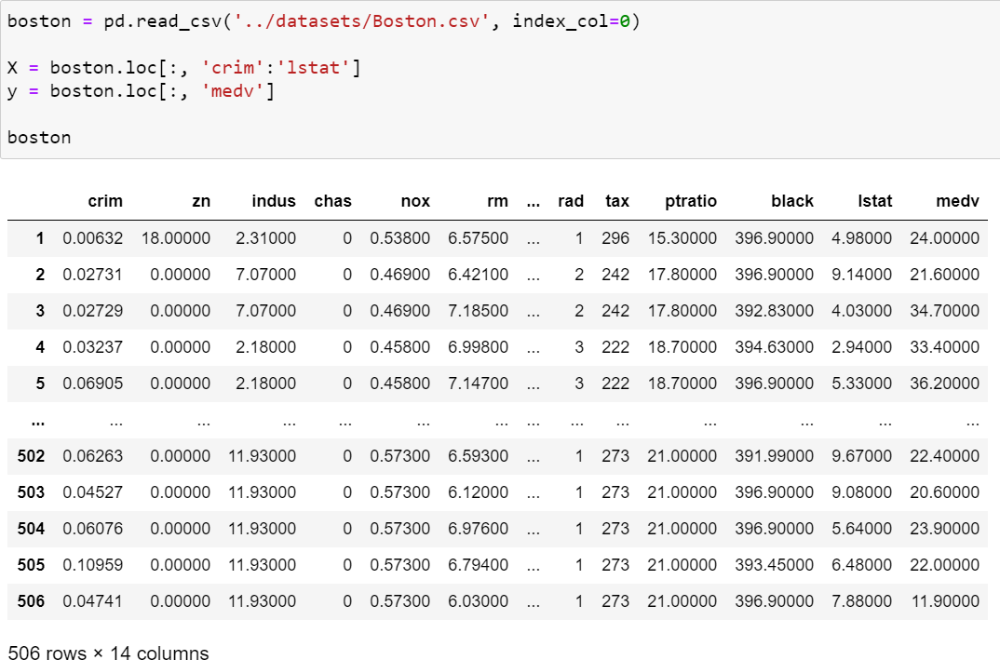 boston = pd.read_csv('../datasets/Boston.csv', index_col=0)
X = boston.loc[:, 'crim':'lstat']
y = boston.loc[:, 'medv']
boston
crim zn indus chas nox rm ... rad tax ptratio black lstat medv
1 0.00632 18.00000 2.31000 0 0.53800 6.57500 ... 1 296 15.30000 396.90000 4.98000 24.00000
2 0.02731 0.00000 7.07000 0 0.46900 6.42100 ... 2 242 17.80000 396.90000 9.14000 21.60000
3 0.02729 0.00000 7.07000 0 0.46900 7.18500 ... 2 242 17.80000 392.83000 4.03000 34.70000
4 0.03237 0.00000 2.18000 0 0.45800 6.99800 ... 3 222 18.70000 394.63000 2.94000 33.40000
5 0.06905 0.00000 2.18000 0 0.45800 7.14700 ... 3 222 18.70000 396.90000 5.33000 36.20000
... ... ... ... ... ... ... ... ... ... ... ... ... ...
502 0.06263 0.00000 11.93000 0 0.57300 6.59300 ... 1 273 21.00000 391.99000 9.67000 22.40000
503 0.04527 0.00000 11.93000 0 0.57300 6.12000 ... 1 273 21.00000 396.90000 9.08000 20.60000
504 0.06076 0.00000 11.93000 0 0.57300 6.97600 ... 1 273 21.00000 396.90000 5.64000 23.90000
505 0.10959 0.00000 11.93000 0 0.57300 6.79400 ... 1 273 21.00000 393.45000 6.48000 22.00000
506 0.04741 0.00000 11.93000 0 0.57300 6.03000 ... 1 273 21.00000 396.90000 7.88000 11.90000
506 rows × 14 columns